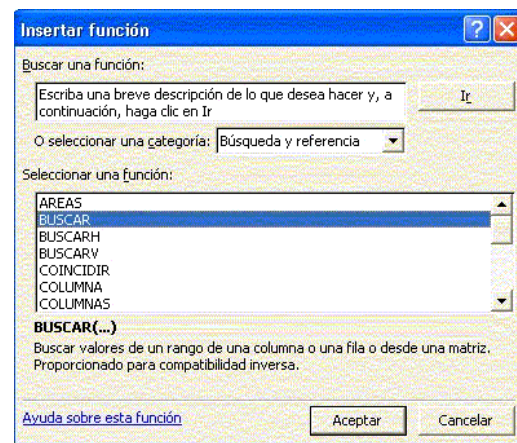 Insertar función
Buscar una función:
Escriba una breve descripción de lo que desea hacer y, a
continuación, haga clic en Ir
Ir
O seleccionar una categoría: Búsqueda y referencia
Seleccionar una función:
AREAS
BUSCAR
BUSCARH
BUSCARV
COINCIDIR
COLUMNA
COLUMNAS
BUSCAR(...)
Buscar valores de un rango de una columna o una fila o desde una matriz.
Proporcionado para compatibilidad inversa.
Ayuda sobre esta función
Aceptar
Cancelar